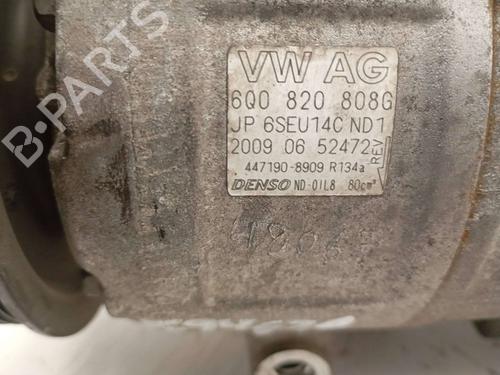 B-PARTS
VW AG
6Q0 820 808G
JP 6SEU14C ND1
2009 06 52472
REV
447190-8909 R134a
DENSO ND-OIL8 80cm³